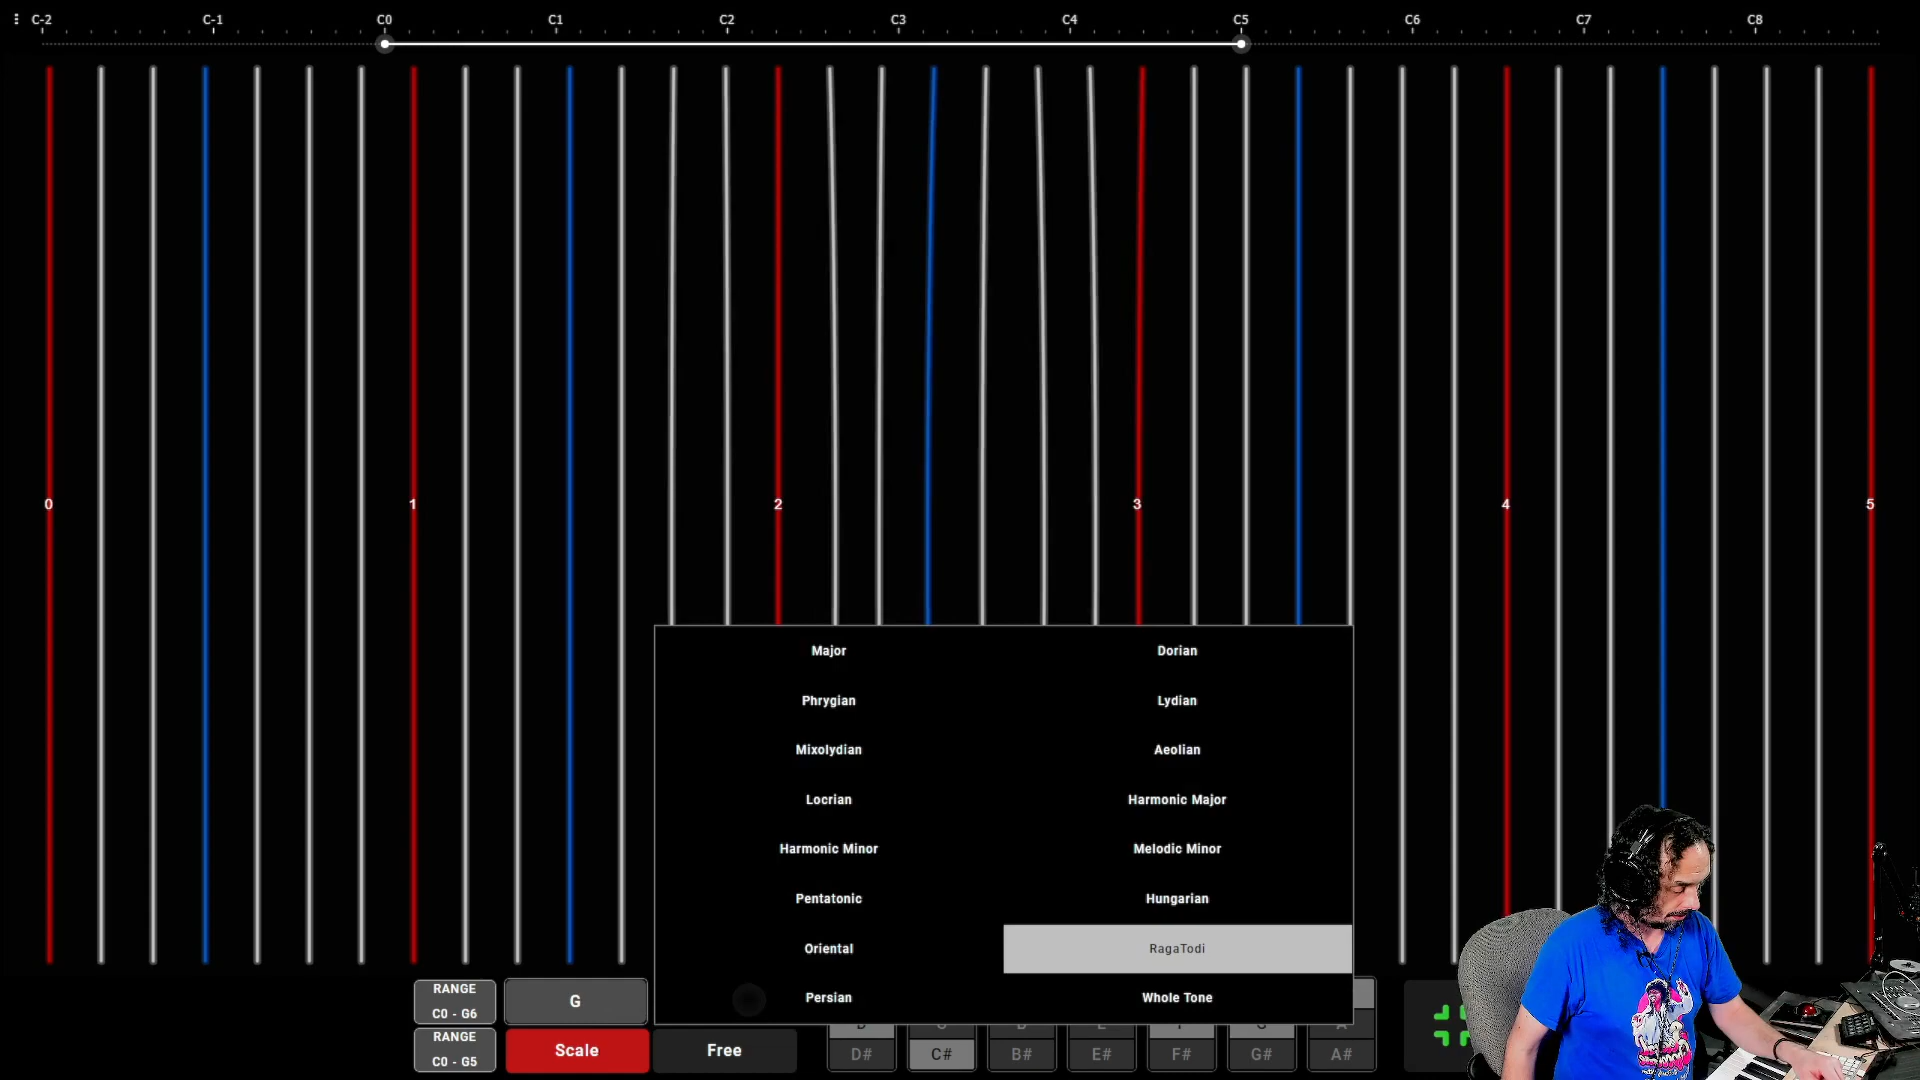 C-2 C-1 C0 C1 C2 C3 C4 C5 C6 C7 C8
0 1 2 3 4 5
Major Dorian
Phrygian Lydian
Mixolydian Aeolian
Locrian Harmonic Major
Harmonic Minor Melodic Minor
Pentatonic Hungarian
Oriental RagaTodi
Persian Whole Tone
RANGE
C0 - G6
G
RANGE
C0 - G5
Scale Free D# C# B# E# F# G# A#